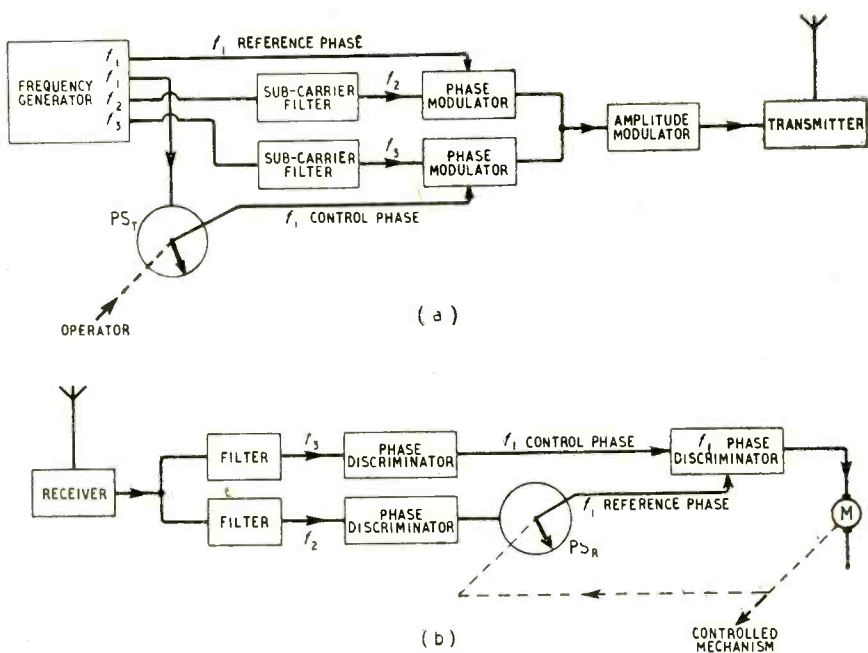 FREQUENCY
GENERATOR
f₁
f₁
f₂
f₃
f₁ REFERENCE PHASE
SUB-CARRIER
FILTER
f₂
PHASE
MODULATOR
SUB-CARRIER
FILTER
f₃
PHASE
MODULATOR
AMPLITUDE
MODULATOR
TRANSMITTER
PS_T
f₁ CONTROL PHASE
OPERATOR
(a)
RECEIVER
FILTER
f₃
PHASE
DISCRIMINATOR
f₁ CONTROL PHASE
f₁ PHASE
DISCRIMINATOR
FILTER
f₂
PHASE
DISCRIMINATOR
f₁ REFERENCE PHASE
PS_R
M
CONTROLLED
MECHANISM
(b)